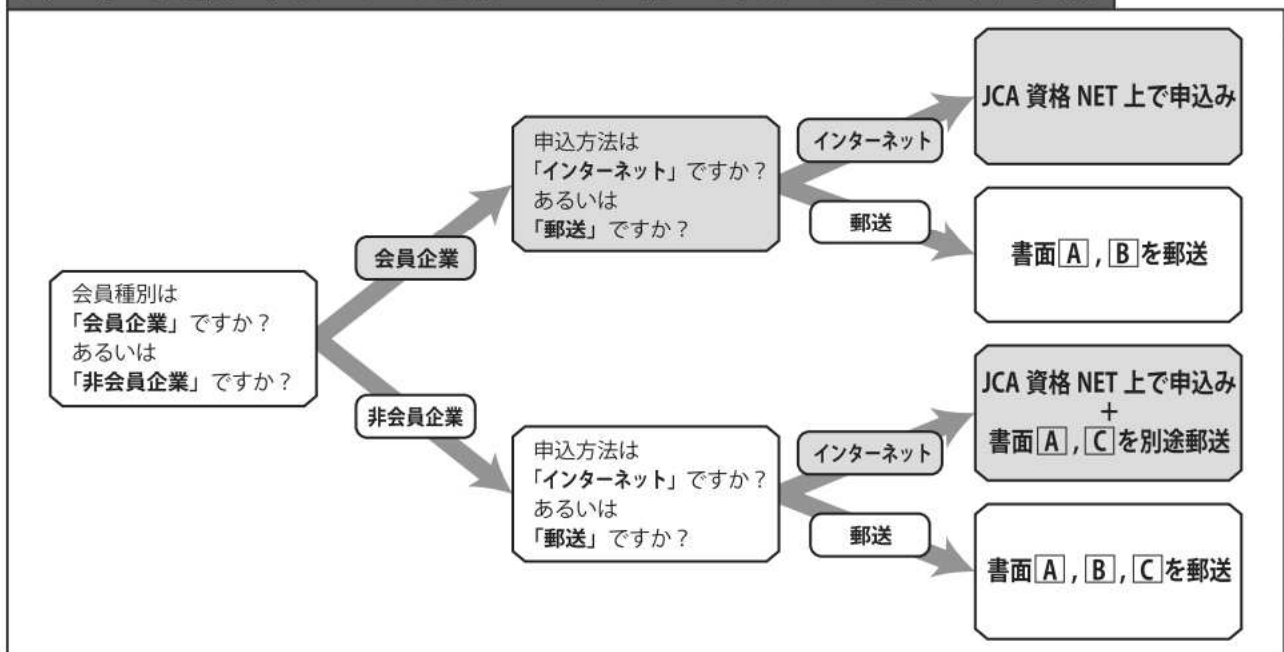 会員種別は
「会員企業」ですか？
あるいは
「非会員企業」ですか？
会員企業
非会員企業
申込方法は
「インターネット」ですか？
あるいは
「郵送」ですか？
インターネット
郵送
JCA 資格 NET 上で申込み
書面 A , B を郵送
申込方法は
「インターネット」ですか？
あるいは
「郵送」ですか？
インターネット
郵送
JCA 資格 NET 上で申込み
+
書面 A , C を別途郵送
書面 A , B , C を郵送